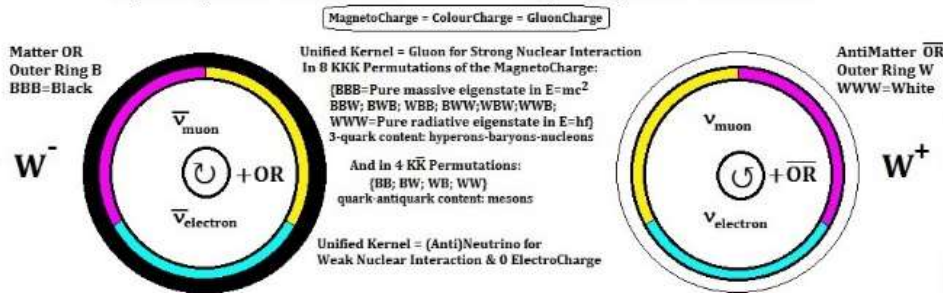 MagnetoCharge = ColourCharge = GluonCharge
Matter OR
Outer Ring B
BBB=Black
W⁻
ν̅muon
↻ +OR
ν̅electron
Unified Kernel = Gluon for Strong Nuclear Interaction
In 8 KKK Permutations of the MagnetoCharge:
{BBB=Pure massive eigenstate in E=mc²
BBW; BWB; WBB; BWW;WBW;WWB;
WWW=Pure radiative eigenstate in E=hf}
3-quark content: hyperons-baryons-nucleons
And in 4 KK̅ Permutations:
{BB; BW; WB; WW}
quark-antiquark content: mesons
Unified Kernel = (Anti)Neutrino for
Weak Nuclear Interaction & 0 ElectroCharge
νmuon
↺ +O̅R̅
νelectron
AntiMatter O̅R̅
Outer Ring W
WWW=White
W⁺